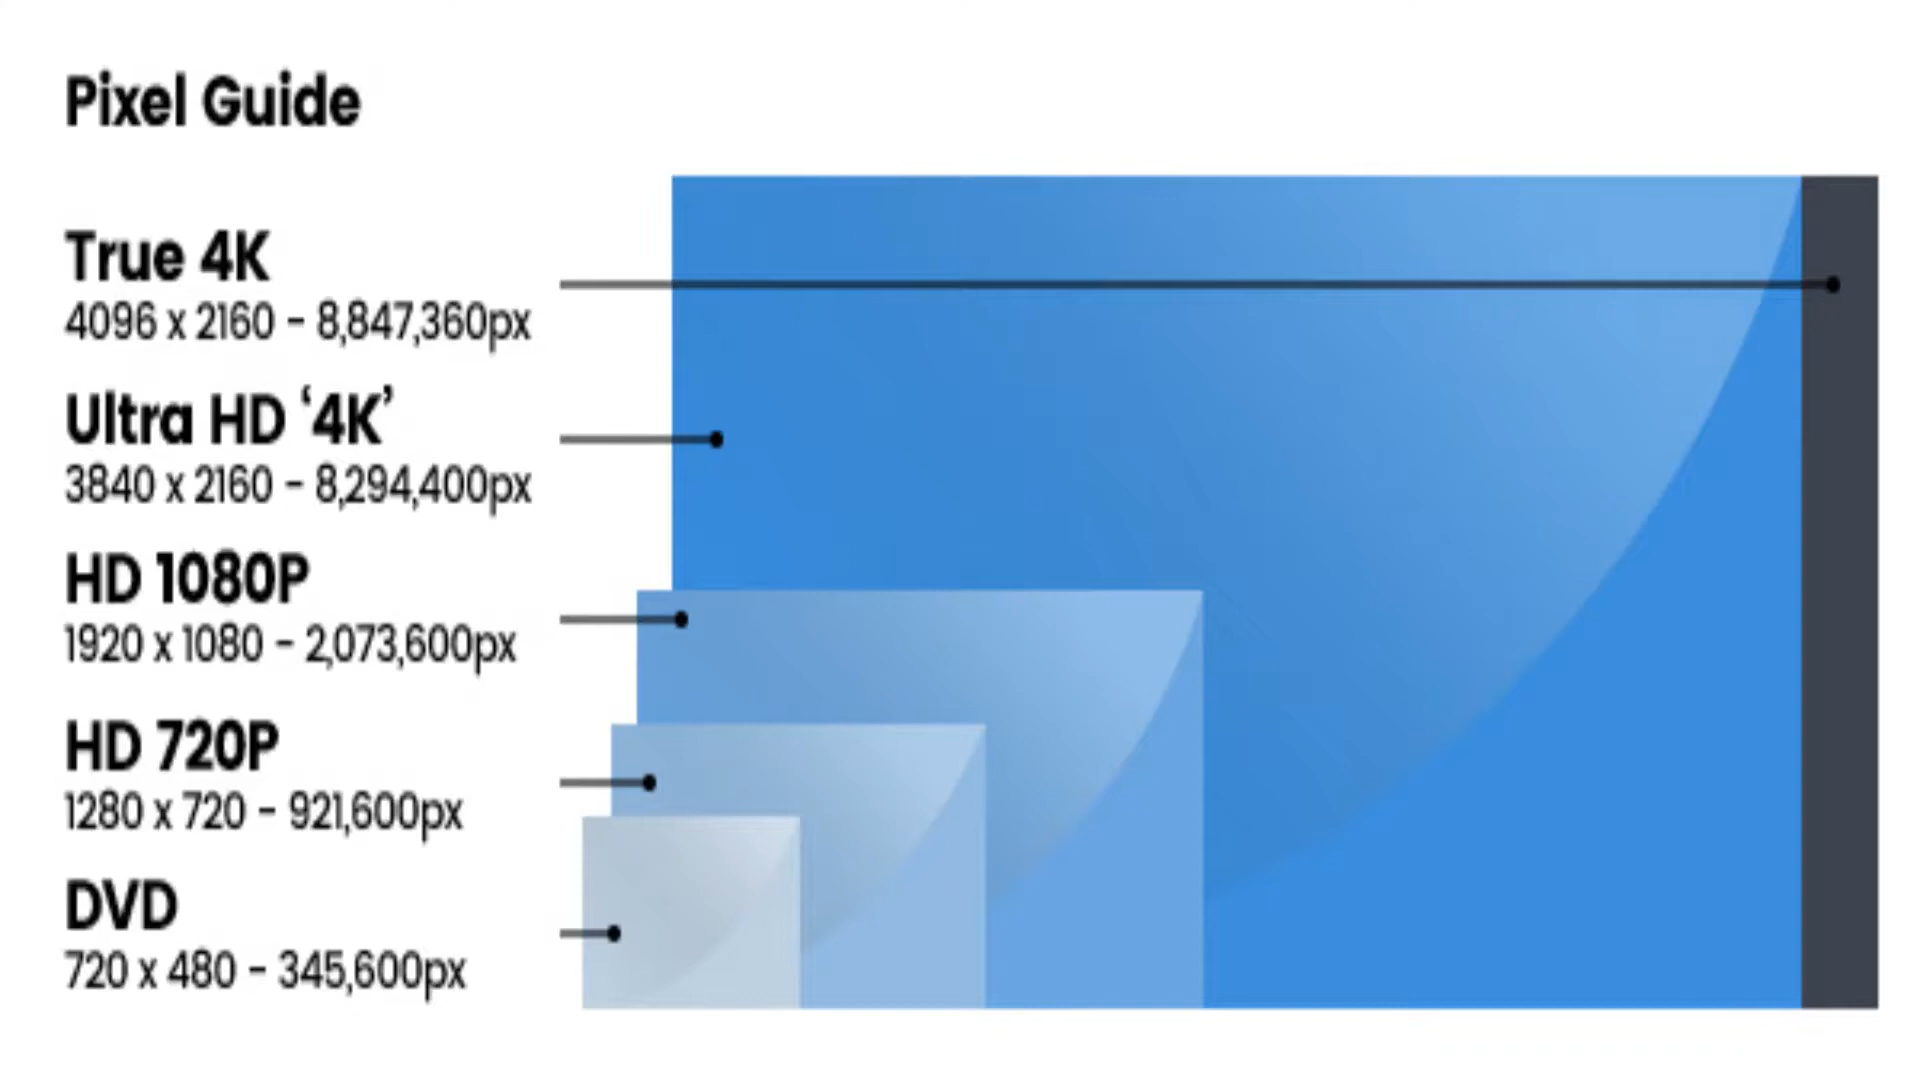 Pixel Guide
True 4K
4096 x 2160 - 8,847,360px
Ultra HD ‘4K’
3840 x 2160 - 8,294,400px
HD 1080P
1920 x 1080 - 2,073,600px
HD 720P
1280 x 720 - 921,600px
DVD
720 x 480 - 345,600px